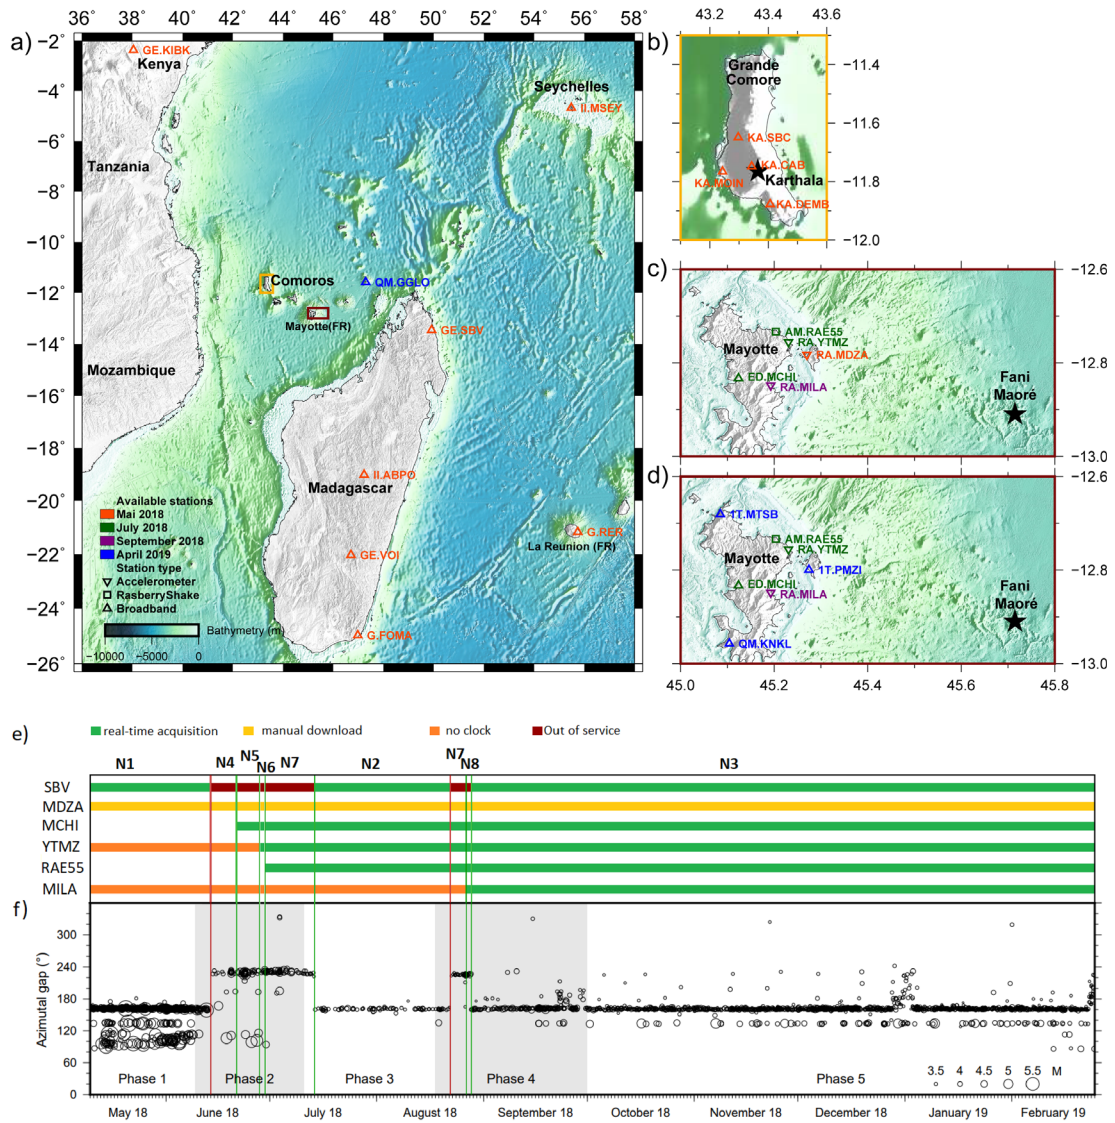 36° 38° 40° 42° 44° 46° 48° 50° 52° 54° 56° 58°
a)
−2°
−4°
−6°
−8°
−10°
−12°
−14°
−16°
−18°
−20°
−22°
−24°
−26°
GE.KIBK
Kenya
Seychelles
II.MSEY
Tanzania
Comoros
QM.GGLO
Mayotte(FR)
GE.SBV
Mozambique
II.ABPO
Madagascar
G.RER
La Reunion (FR)
GE.VOI
G.FOMA
Available stations
Mai 2018
July 2018
September 2018
April 2019
Station type
Accelerometer
RasberryShake
Broadband
Bathymetry (m)
−10000 −5000 0
43.2 43.4 43.6
b)
−11.4
−11.6
−11.8
−12.0
Grande
Comore
KA.SBC
KA.CAB
KA.MOIN
Karthala
KA.DEMB
c)
−12.6
−12.8
−13.0
AM.RAE55
RA.YTMZ
Mayotte
RA.MDZA
ED.MCHI
RA.MILA
Fani
Maoré
d)
−12.6
−12.8
−13.0
1T.MTSB
AM.RAE55
RA.YTMZ
Mayotte
1T.PMZI
ED.MCHI
RA.MILA
QM.KNKL
Fani
Maoré
45.0 45.2 45.4 45.6 45.8
e)
real-time acquisition manual download no clock Out of service
N1 N4 N5 N6 N7 N2 N7 N8 N3
SBV
MDZA
MCHI
YTMZ
RAE55
MILA
f)
Azimutal gap (°)
300
240
180
120
60
0
Phase 1 Phase 2 Phase 3 Phase 4 Phase 5
3.5 4 4.5 5 5.5 M
May 18 June 18 July 18 August 18 September 18 October 18 November 18 December 18 January 19 February 19